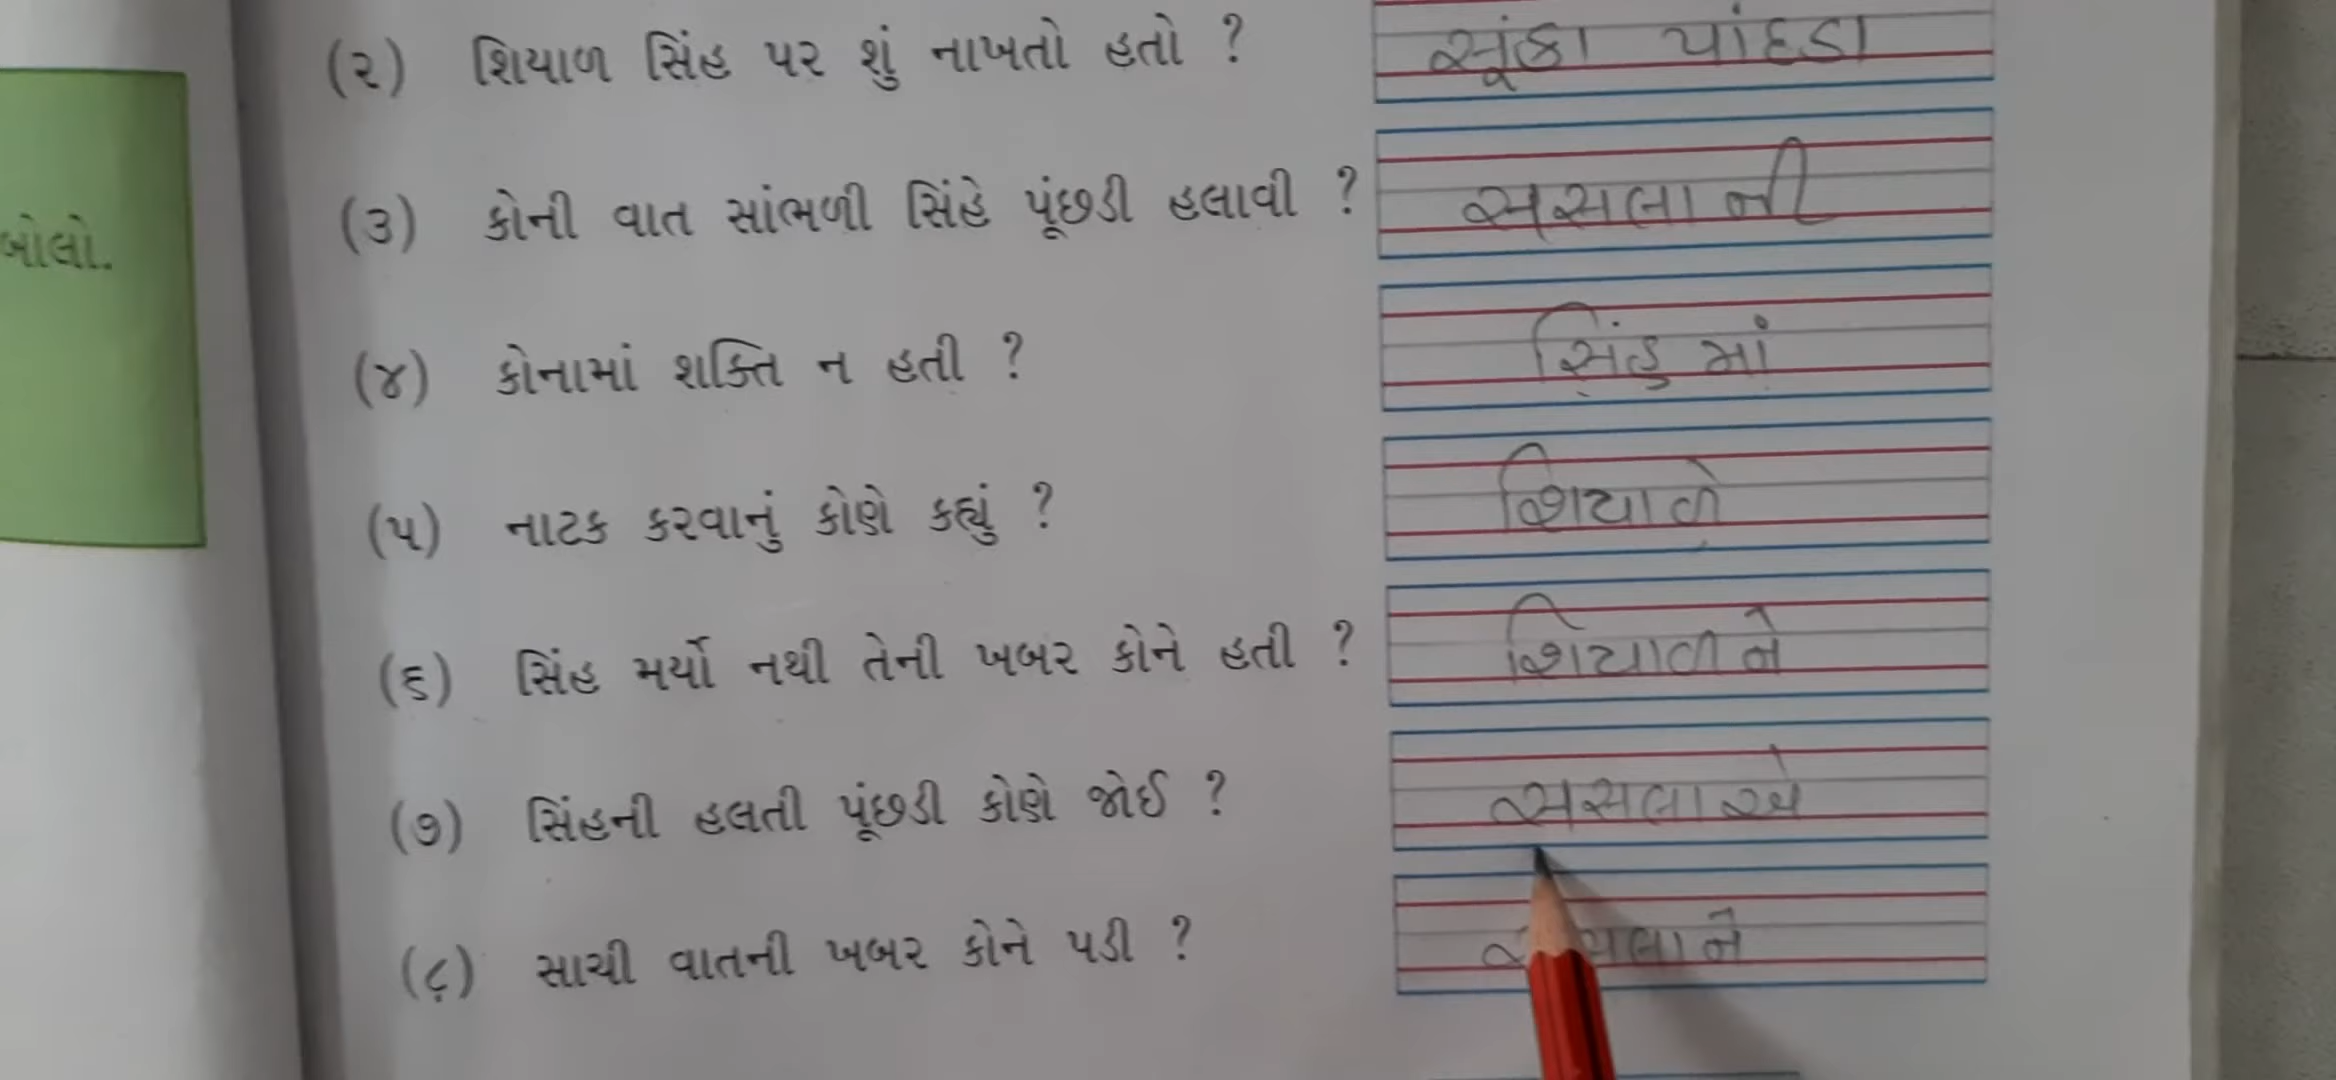 (૨) શિયાળ સિંહ પર શું નાખતો હતો ? સૂંકા પાંદડા
(૩) કોની વાત સાંભળી સિંહે પૂંછડી હલાવી ? સસલાની
બોલો.
(૪) કોનામાં શક્તિ ન હતી ? સિંહમાં
(૫) નાટક કરવાનું કોણે કહ્યું ? શિયાળે
(૬) સિંહ મર્યો નથી તેની ખબર કોને હતી ? શિયાળને
(૭) સિંહની હલતી પૂંછડી કોણે જોઈ ? સસલાએ
(૮) સાચી વાતની ખબર કોને પડી ?